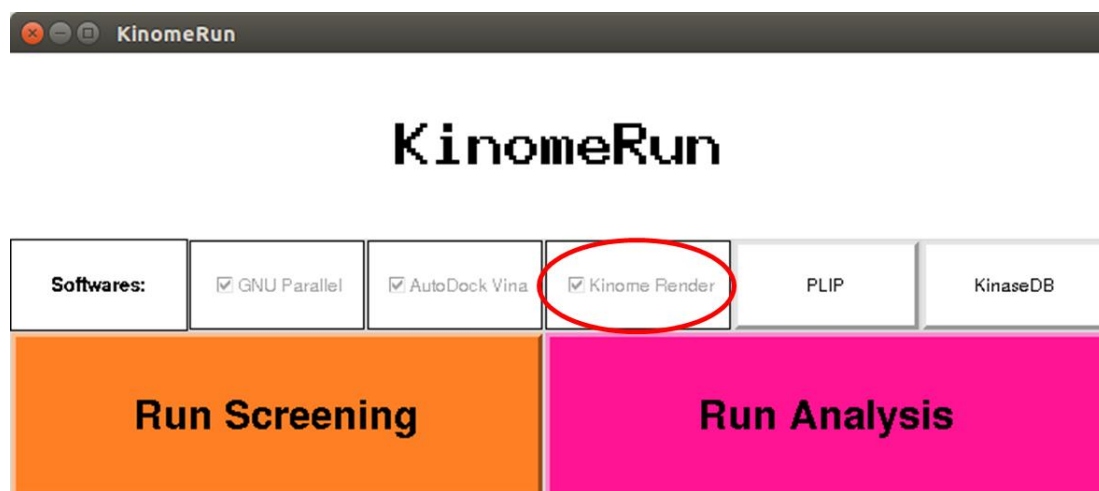 KinomeRun
KinomeRun
Softwares: GNU Parallel AutoDock Vina Kinome Render PLIP KinaseDB
Run Screening Run Analysis